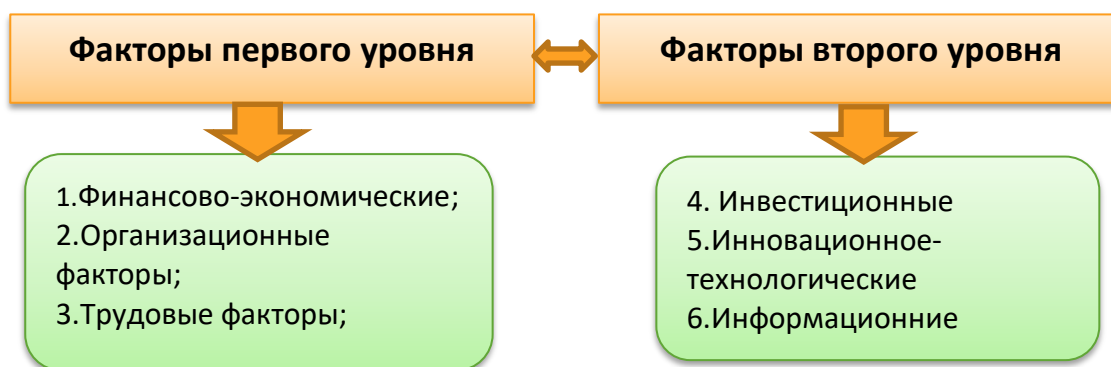 Факторы первого уровня
Факторы второго уровня
1.Финансово-экономические;
2.Организационные
факторы;
3.Трудовые факторы;
4. Инвестиционные
5.Инновационное-
технологические
6.Информационние